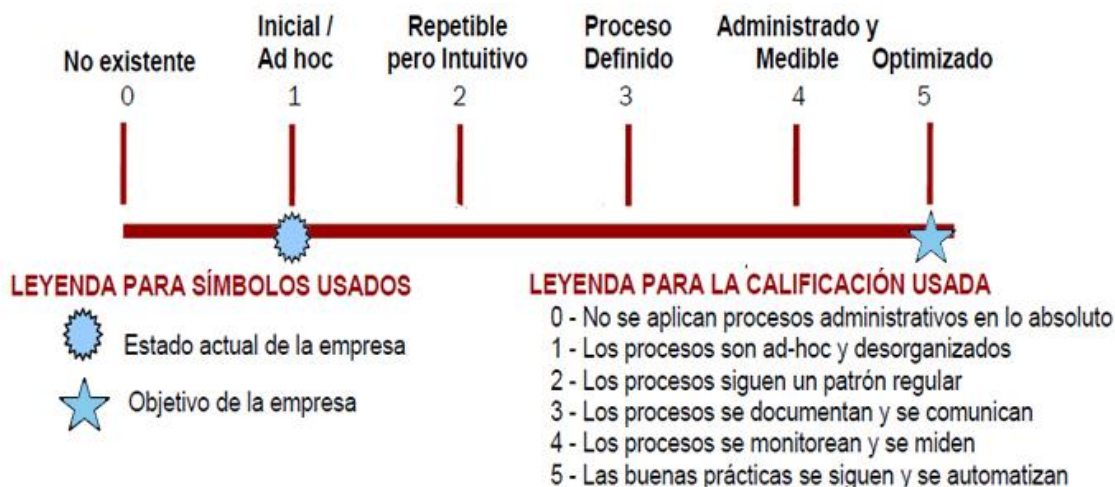 No existente
0
Inicial /
Ad hoc
1
Repetible
pero Intuitivo
2
Proceso
Definido
3
Administrado y
Medible
4
Optimizado
5
LEYENDA PARA SÍMBOLOS USADOS
Estado actual de la empresa
Objetivo de la empresa
LEYENDA PARA LA CALIFICACIÓN USADA
0 - No se aplican procesos administrativos en lo absoluto
1 - Los procesos son ad-hoc y desorganizados
2 - Los procesos siguen un patrón regular
3 - Los procesos se documentan y se comunican
4 - Los procesos se monitorean y se miden
5 - Las buenas prácticas se siguen y se automatizan